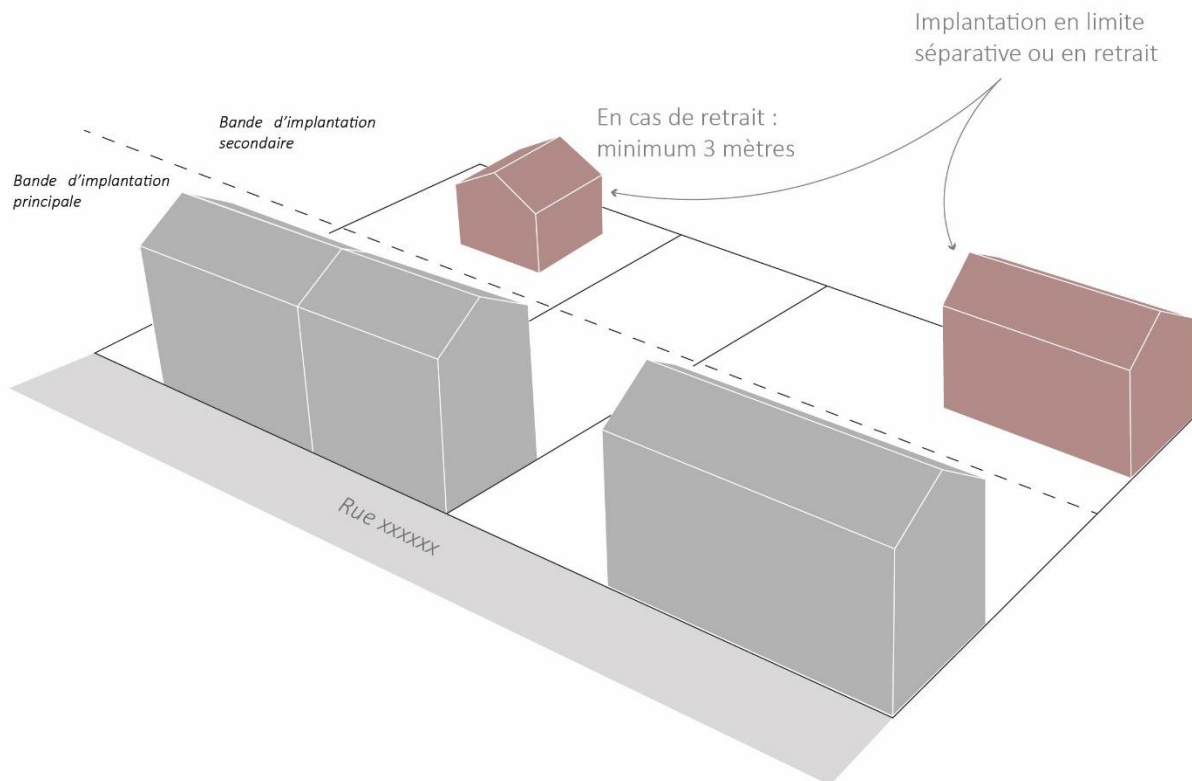 Implantation en limite
séparative ou en retrait
En cas de retrait :
minimum 3 mètres
Bande d'implantation
secondaire
Bande d'implantation
principale
Rue xxxxxx